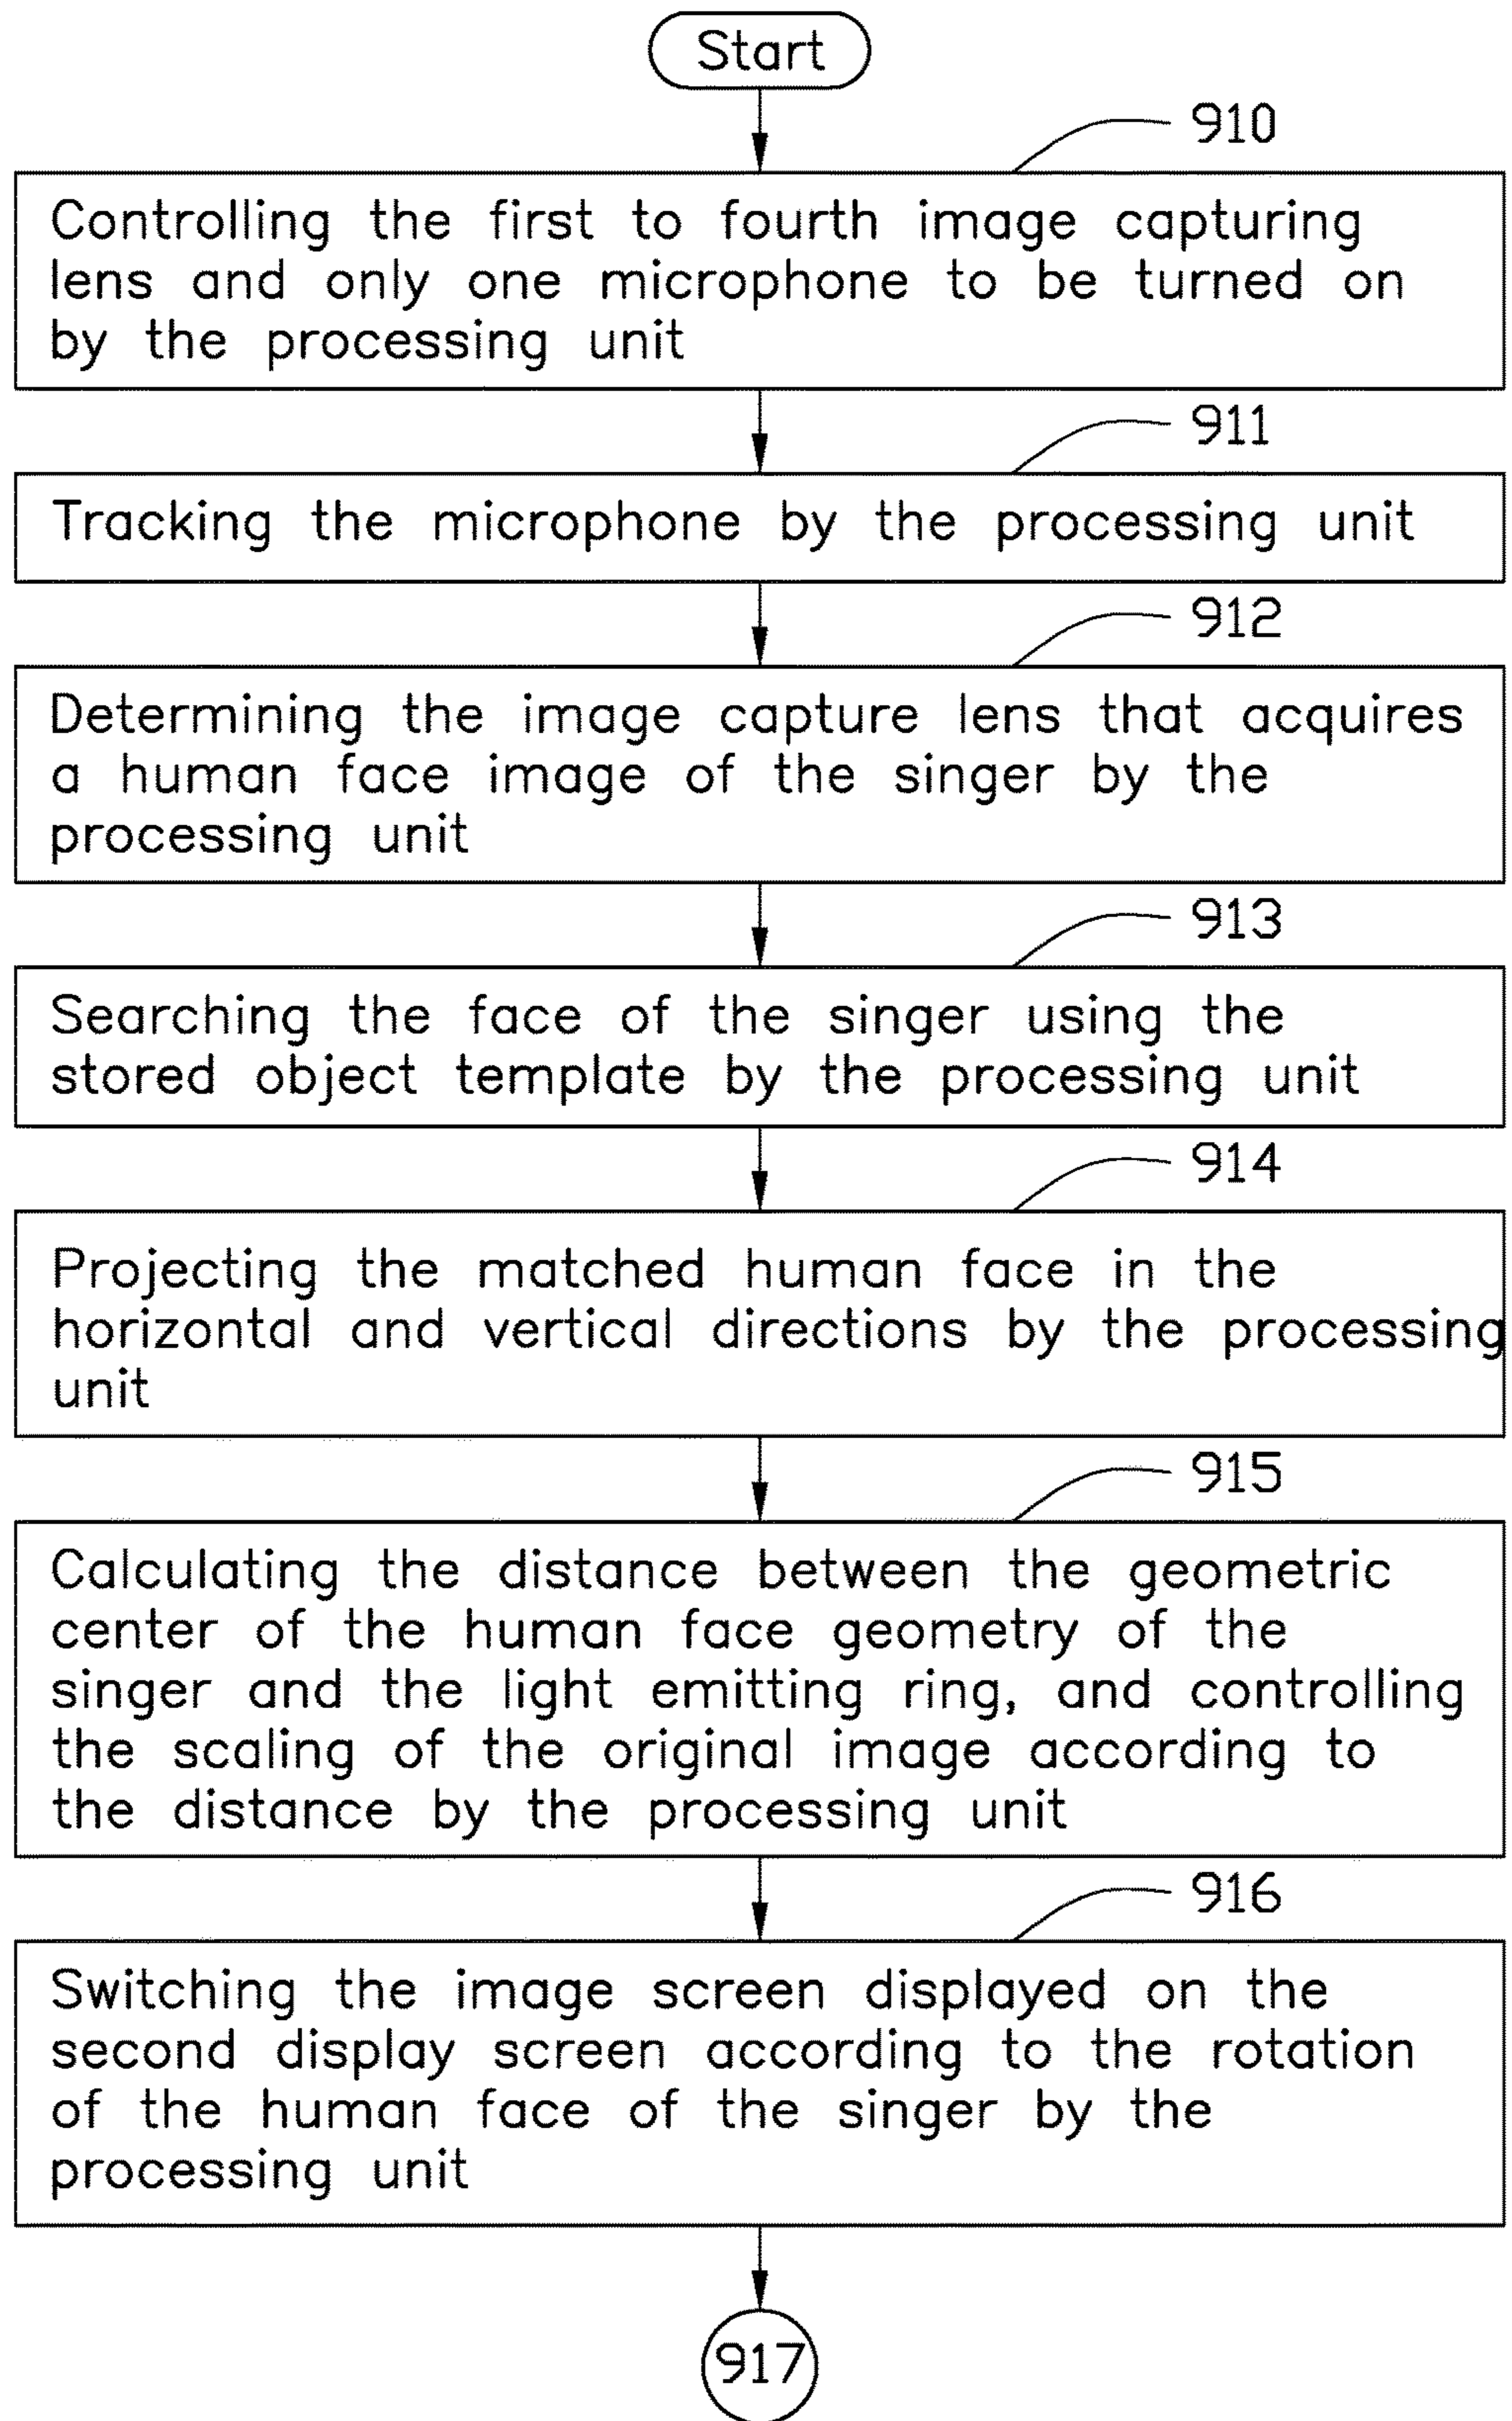 Start
910
Controlling the first to fourth image capturing
lens and only one microphone to be turned on
by the processing unit
911
Tracking the microphone by the processing unit
912
Determining the image capture lens that acquires
a human face image of the singer by the
processing unit
913
Searching the face of the singer using the
stored object template by the processing unit
914
Projecting the matched human face in the
horizontal and vertical directions by the processing
unit
915
Calculating the distance between the geometric
center of the human face geometry of the
singer and the light emitting ring, and controlling
the scaling of the original image according to
the distance by the processing unit
916
Switching the image screen displayed on the
second display screen according to the rotation
of the human face of the singer by the
processing unit
917